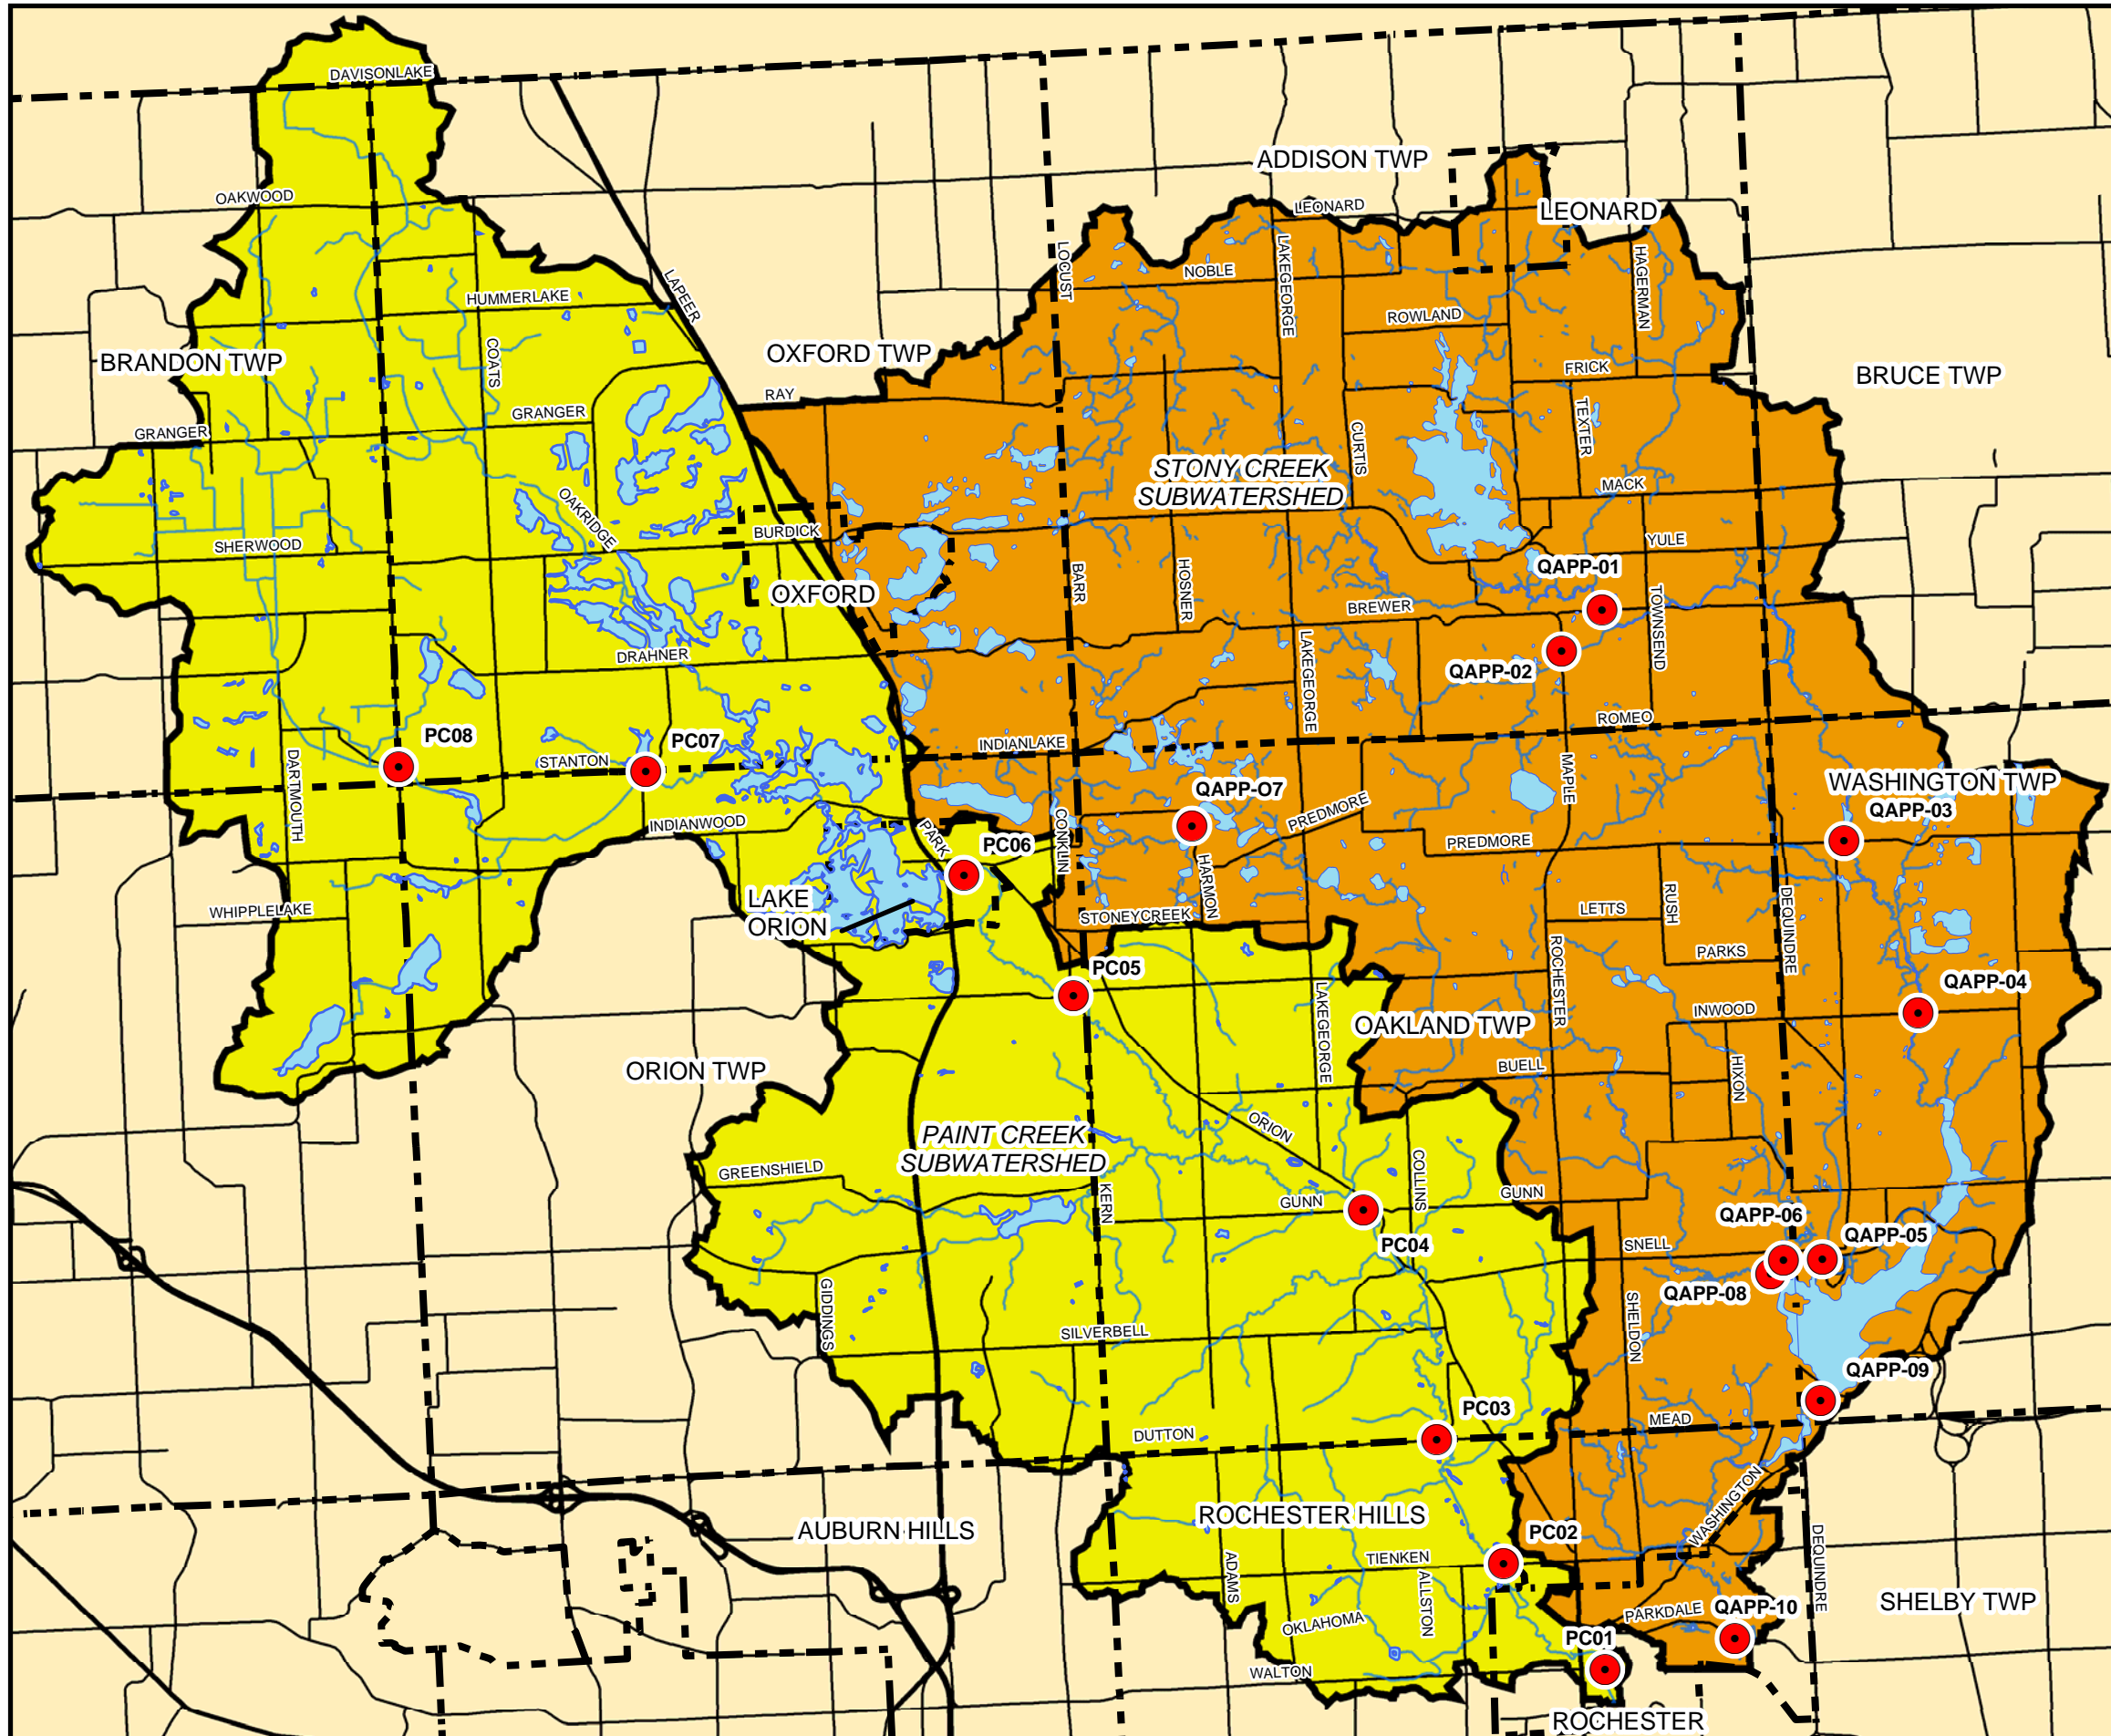 DAVISONLAKE
ADDISON TWP
OAKWOOD
LEONARD
LEONARD
LOCUST
LAKEGEORGE
NOBLE
HAGERMAN
LAPEER
HUMMERLAKE
ROWLAND
COATS
BRANDON TWP
OXFORD TWP
FRICK
BRUCE TWP
RAY
GRANGER
GRANGER
TEXTER
CURTIS
STONY CREEK
SUBWATERSHED
MACK
OAKRIDGE
BURDICK
SHERWOOD
YULE
QAPP-01
BARR
HOSNER
OXFORD
BREWER
TOWNSEND
LAKEGEORGE
DRAHNER
QAPP-02
ROMEO
PC08
PC07
INDIANLAKE
STANTON
MAPLE
DARTMOUTH
QAPP-O7
WASHINGTON TWP
QAPP-03
INDIANWOOD
PARK
PC06
CONKLIN
PREDMORE
PREDMORE
HARMON
LAKE
ORION
RUSH
DEQUINDRE
WHIPPLELAKE
STONEYCREEK
LETTS
PARKS
PC05
ROCHESTER
QAPP-04
LAKEGEORGE
INWOOD
OAKLAND TWP
ORION TWP
BUELL
HIXON
ORION
PAINT CREEK
SUBWATERSHED
GREENSHIELD
COLLINS
KERN
GUNN
GUNN
QAPP-06
QAPP-05
PC04
SNELL
QAPP-08
GIDDINGS
SHELDON
SILVERBELL
QAPP-09
PC03
MEAD
DUTTON
WASHINGTON
ROCHESTER HILLS
AUBURN HILLS
PC02
TIENKEN
ADAMS
ALLSTON
DEQUINDRE
SHELBY TWP
PARKDALE
QAPP-10
OKLAHOMA
PC01
WALTON
ROCHESTER